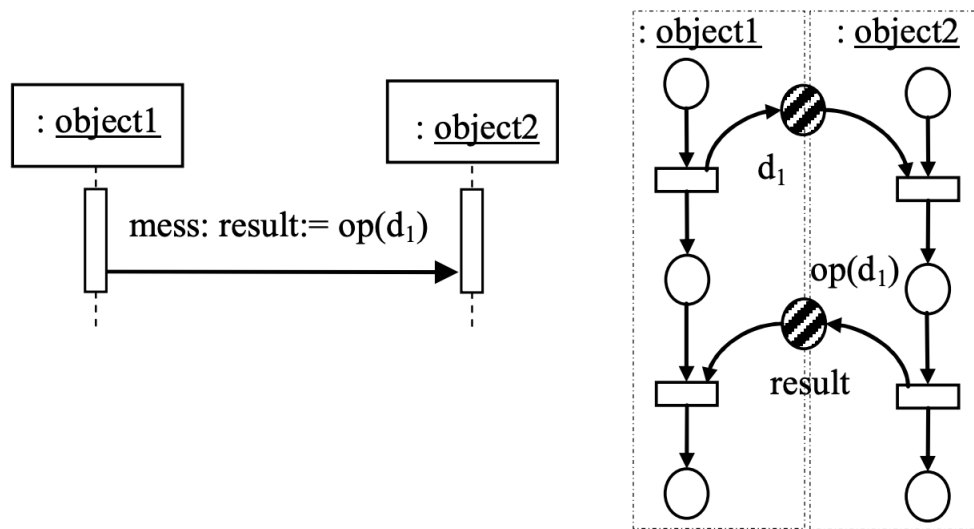 : object1
: object2
mess: result:= op(d₁)
: object1
: object2
d₁
op(d₁)
result